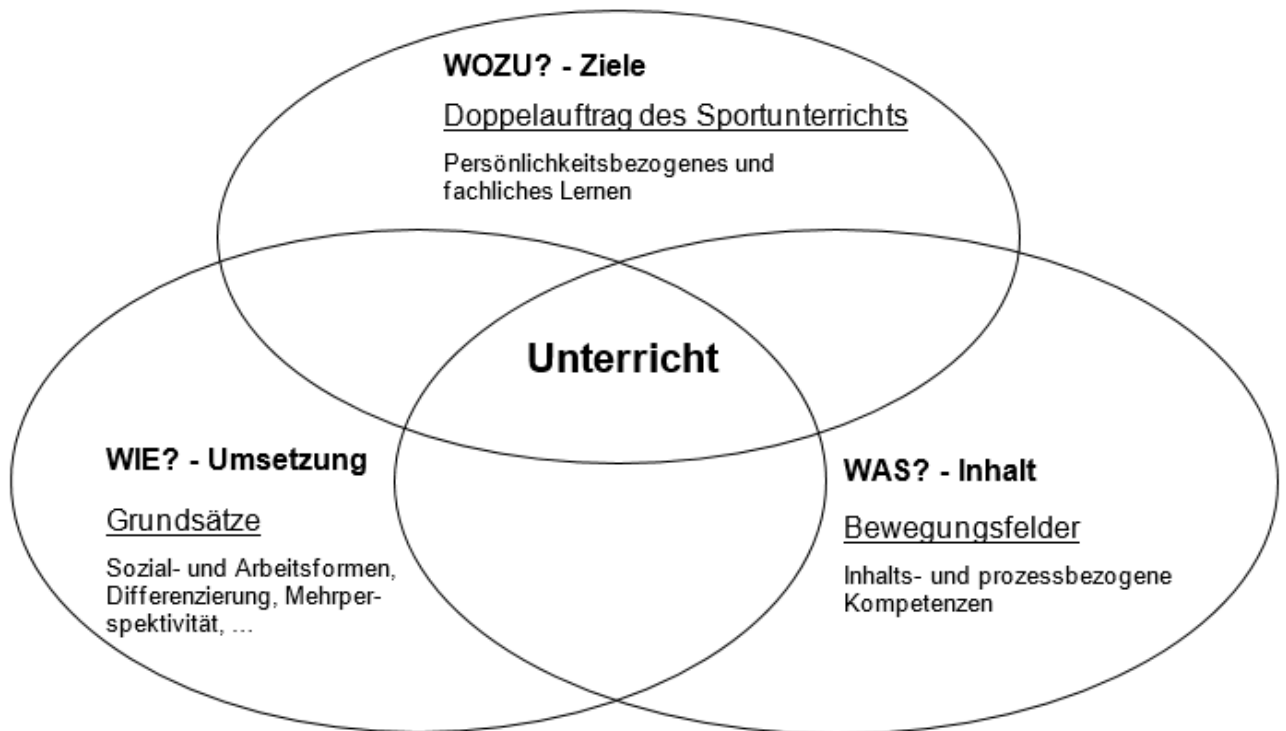 WOZU? - Ziele
Doppelauftrag des Sportunterrichts
Persönlichkeitsbezogenes und
fachliches Lernen
Unterricht
WIE? - Umsetzung
Grundsätze
Sozial- und Arbeitsformen,
Differenzierung, Mehrper-
spektivität, ...
WAS? - Inhalt
Bewegungsfelder
Inhalts- und prozessbezogene
Kompetenzen